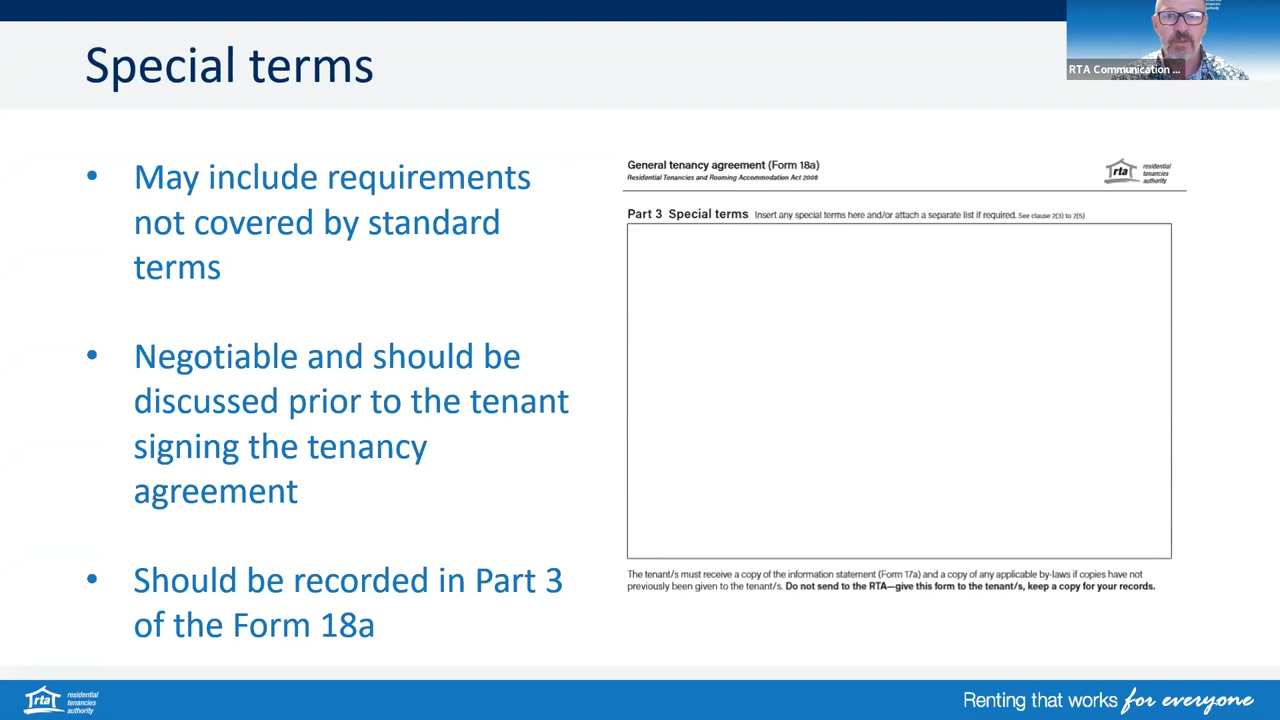 Special terms
RTA Communication ...
• May include requirements
not covered by standard
terms
• Negotiable and should be
discussed prior to the tenant
signing the tenancy
agreement
• Should be recorded in Part 3
of the Form 18a
General tenancy agreement (Form 18a)
Residential Tenancies and Rooming Accommodation Act 2008
rta residential
tenancies
authority
Part 3 Special terms Insert any special terms here and/or attach a separate list if required. See clause 2(3) to 2(5)
The tenant/s must receive a copy of the information statement (Form 17a) and a copy of any applicable by-laws if copies have not
previously been given to the tenant/s. Do not send to the RTA—give this form to the tenant/s, keep a copy for your records.
rta residential
tenancies
authority
Renting that works for everyone